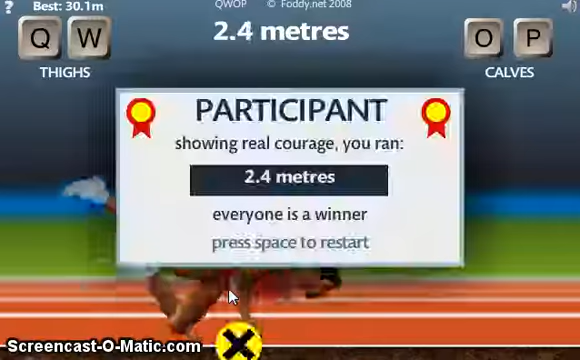 ? Best: 30.1m QWOP © Foddy.net 2008
Q W 2.4 metres O P
THIGHS CALVES
PARTICIPANT
showing real courage, you ran:
2.4 metres
everyone is a winner
press space to restart
Screencast-O-Matic.com